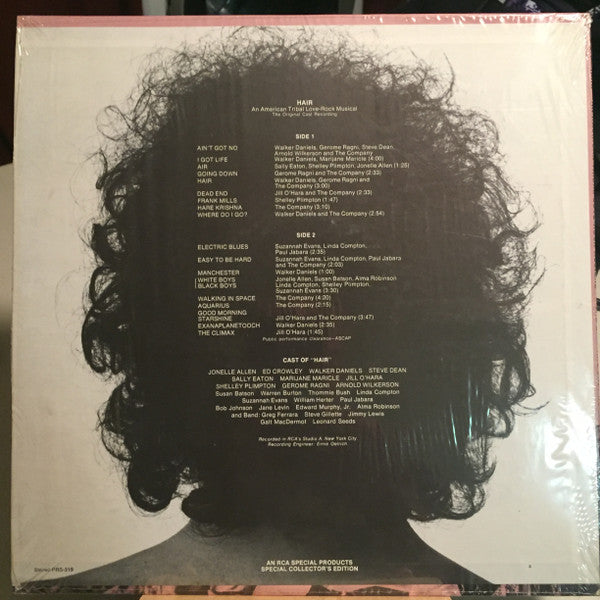 HAIR
An American Tribal Love-Rock Musical
The Original Cast Recording
SIDE 1
AIN'T GOT NO Walker Daniels, Gerome Ragni, Steve Dean,
Arnold Wilkerson and The Company
I GOT LIFE Walker Daniels, Marijane Maricle (4:00)
AIR Sally Eaton, Shelley Plimpton, Jonelle Allen (1:25)
GOING DOWN Gerome Ragni and The Company (2:33)
HAIR Walker Daniels, Gerome Ragni and
The Company (3:00)
DEAD END Jill O'Hara and The Company (2:33)
FRANK MILLS Shelley Plimpton (1:47)
HARE KRISHNA The Company (3:10)
WHERE DO I GO? Walker Daniels and The Company (2:54)
SIDE 2
ELECTRIC BLUES Suzannah Evans, Linda Compton,
Paul Jabara (2:35)
EASY TO BE HARD Suzannah Evans, Linda Compton, Paul Jabara
and The Company (2:03)
MANCHESTER Walker Daniels (1:00)
WHITE BOYS Jonelle Allen, Susan Batson, Alma Robinson
BLACK BOYS Linda Compton, Shelley Plimpton,
Suzannah Evans (3:30)
WALKING IN SPACE The Company (4:20)
AQUARIUS The Company (2:15)
GOOD MORNING
STARSHINE Jill O'Hara and The Company (3:47)
EXANAPLANETOOCH Walker Daniels (2:35)
THE CLIMAX Jill O'Hara (1:45)
Public performance clearance—ASCAP
CAST OF "HAIR"
JONELLE ALLEN ED CROWLEY WALKER DANIELS STEVE DEAN
SALLY EATON MARIJANE MARICLE JILL O'HARA
SHELLEY PLIMPTON GEROME RAGNI ARNOLD WILKERSON
Susan Batson Warren Burton Thommie Bush Linda Compton
Suzannah Evans William Herter Paul Jabara
Bob Johnson Jane Levin Edward Murphy, Jr. Alma Robinson
and Band: Greg Ferrara Steve Gillette Jimmy Lewis
Galt MacDermot Leonard Seeds
Recorded in RCA's Studio A, New York City
Recording Engineer: Ernie Oelrich
AN RCA SPECIAL PRODUCTS
SPECIAL COLLECTOR'S EDITION
Stereo-PRS-319